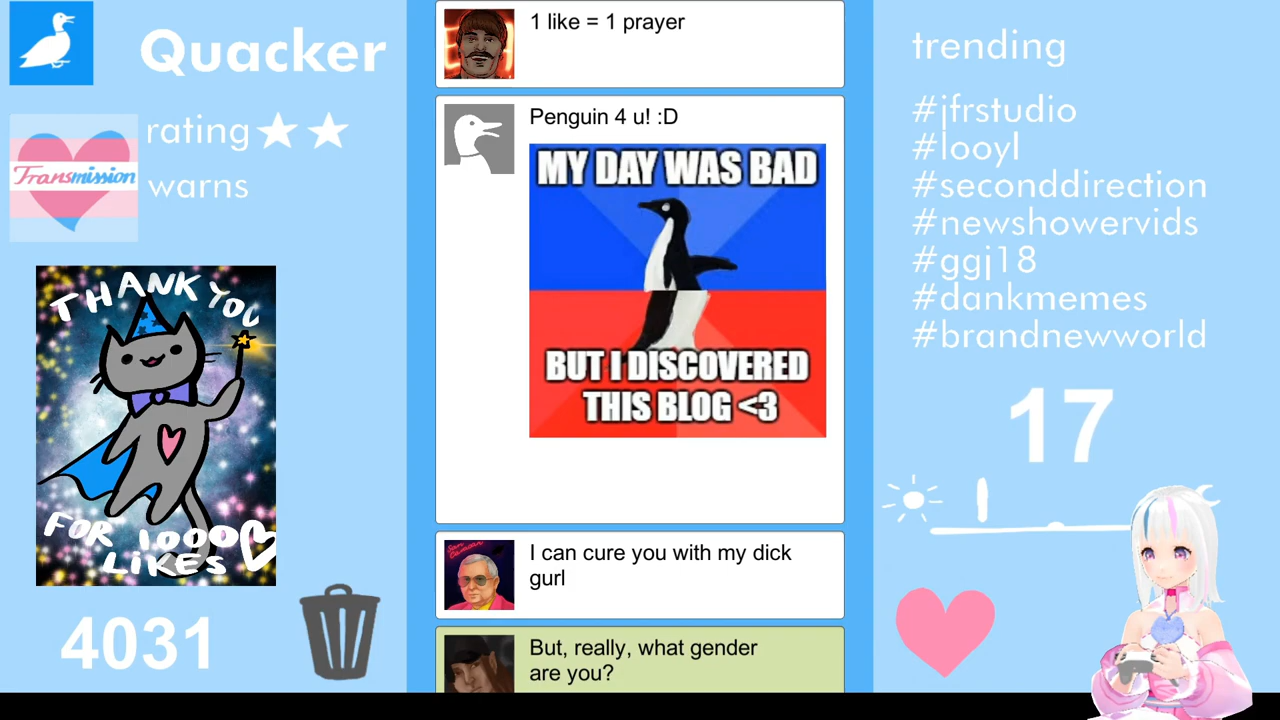 Quacker
Transmission
rating
warns
THANK YOU
FOR 1000
LIKES
4031
1 like = 1 prayer
Penguin 4 u! :D
MY DAY WAS BAD
BUT I DISCOVERED
THIS BLOG <3
I can cure you with my dick
gurl
But, really, what gender
are you?
trending
#jfrstudio
#looyl
#seconddirection
#newshowervids
#ggj18
#dankmemes
#brandnewworld
17